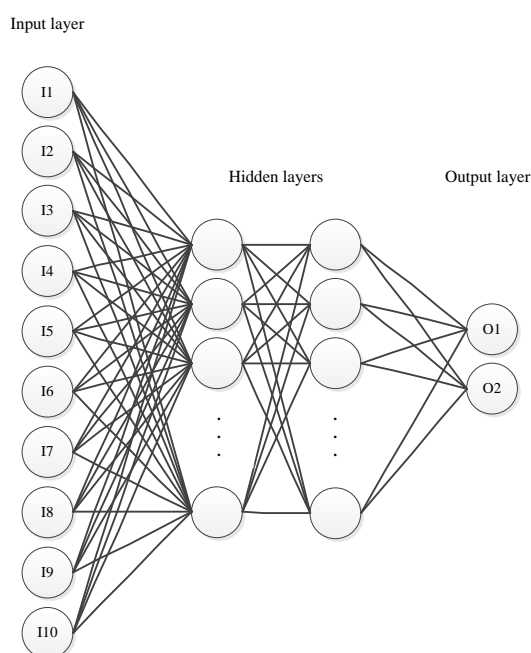 Input layer
I1
I2
I3
I4
I5
I6
I7
I8
I9
I10
Hidden layers
Output layer
O1
O2